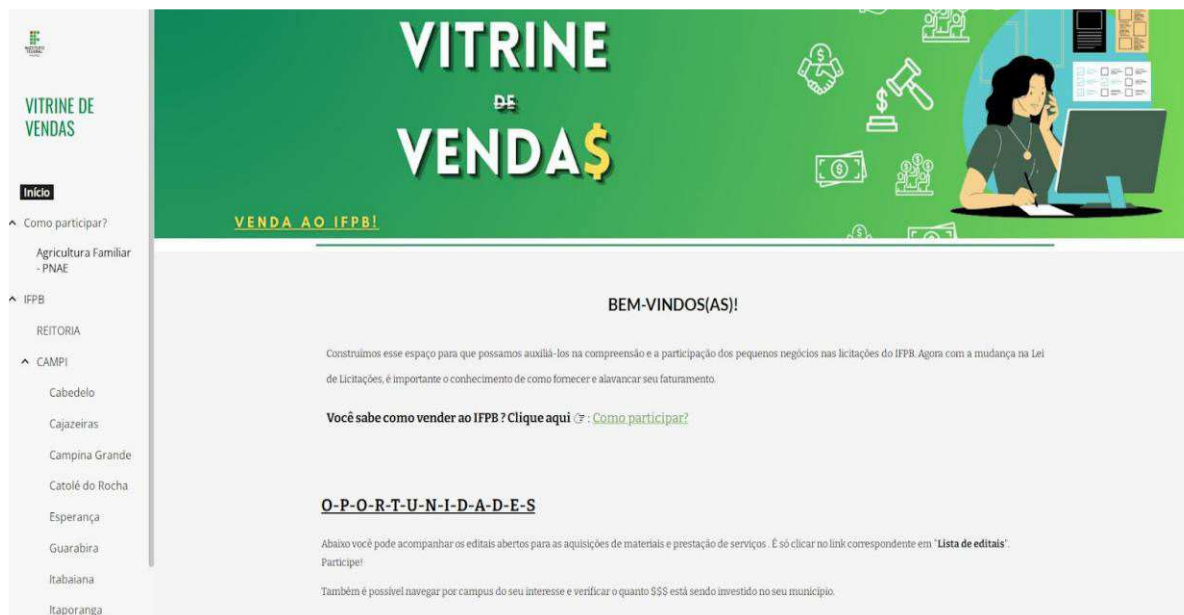 INSTITUTO
FEDERAL
VITRINE DE
VENDAS
Início
Como participar?
Agricultura Familiar
- PNAE
IFPB
REITORIA
CAMPI
Cabedelo
Cajazeiras
Campina Grande
Catolé do Rocha
Esperança
Guarabira
Itabaiana
Itaporanga
VITRINE
DE
VENDA$
VENDA AO IFPB!
BEM-VINDOS(AS)!
Construímos esse espaço para que possamos auxiliá-los na compreensão e a participação dos pequenos negócios nas licitações do IFPB. Agora com a mudança na Lei
de Licitações, é importante o conhecimento de como fornecer e alavancar seu faturamento.
Você sabe como vender ao IFPB ? Clique aqui ☞ : Como participar?
O-P-O-R-T-U-N-I-D-A-D-E-S
Abaixo você pode acompanhar os editais abertos para as aquisições de materiais e prestação de serviços . É só clicar no link correspondente em "Lista de editais".
Participe!
Também é possível navegar por campus do seu interesse e verificar o quanto $$$ está sendo investido no seu município.